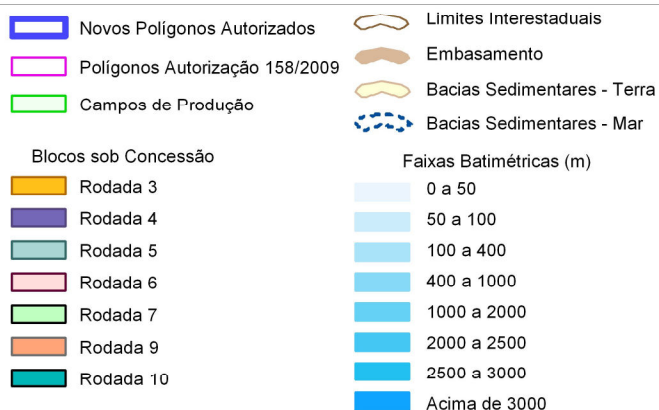 Novos Polígonos Autorizados
Polígonos Autorização 158/2009
Campos de Produção
Blocos sob Concessão
Rodada 3
Rodada 4
Rodada 5
Rodada 6
Rodada 7
Rodada 9
Rodada 10
Limites Interestaduais
Embasamento
Bacias Sedimentares - Terra
Bacias Sedimentares - Mar
Faixas Batimétricas (m)
0 a 50
50 a 100
100 a 400
400 a 1000
1000 a 2000
2000 a 2500
2500 a 3000
Acima de 3000